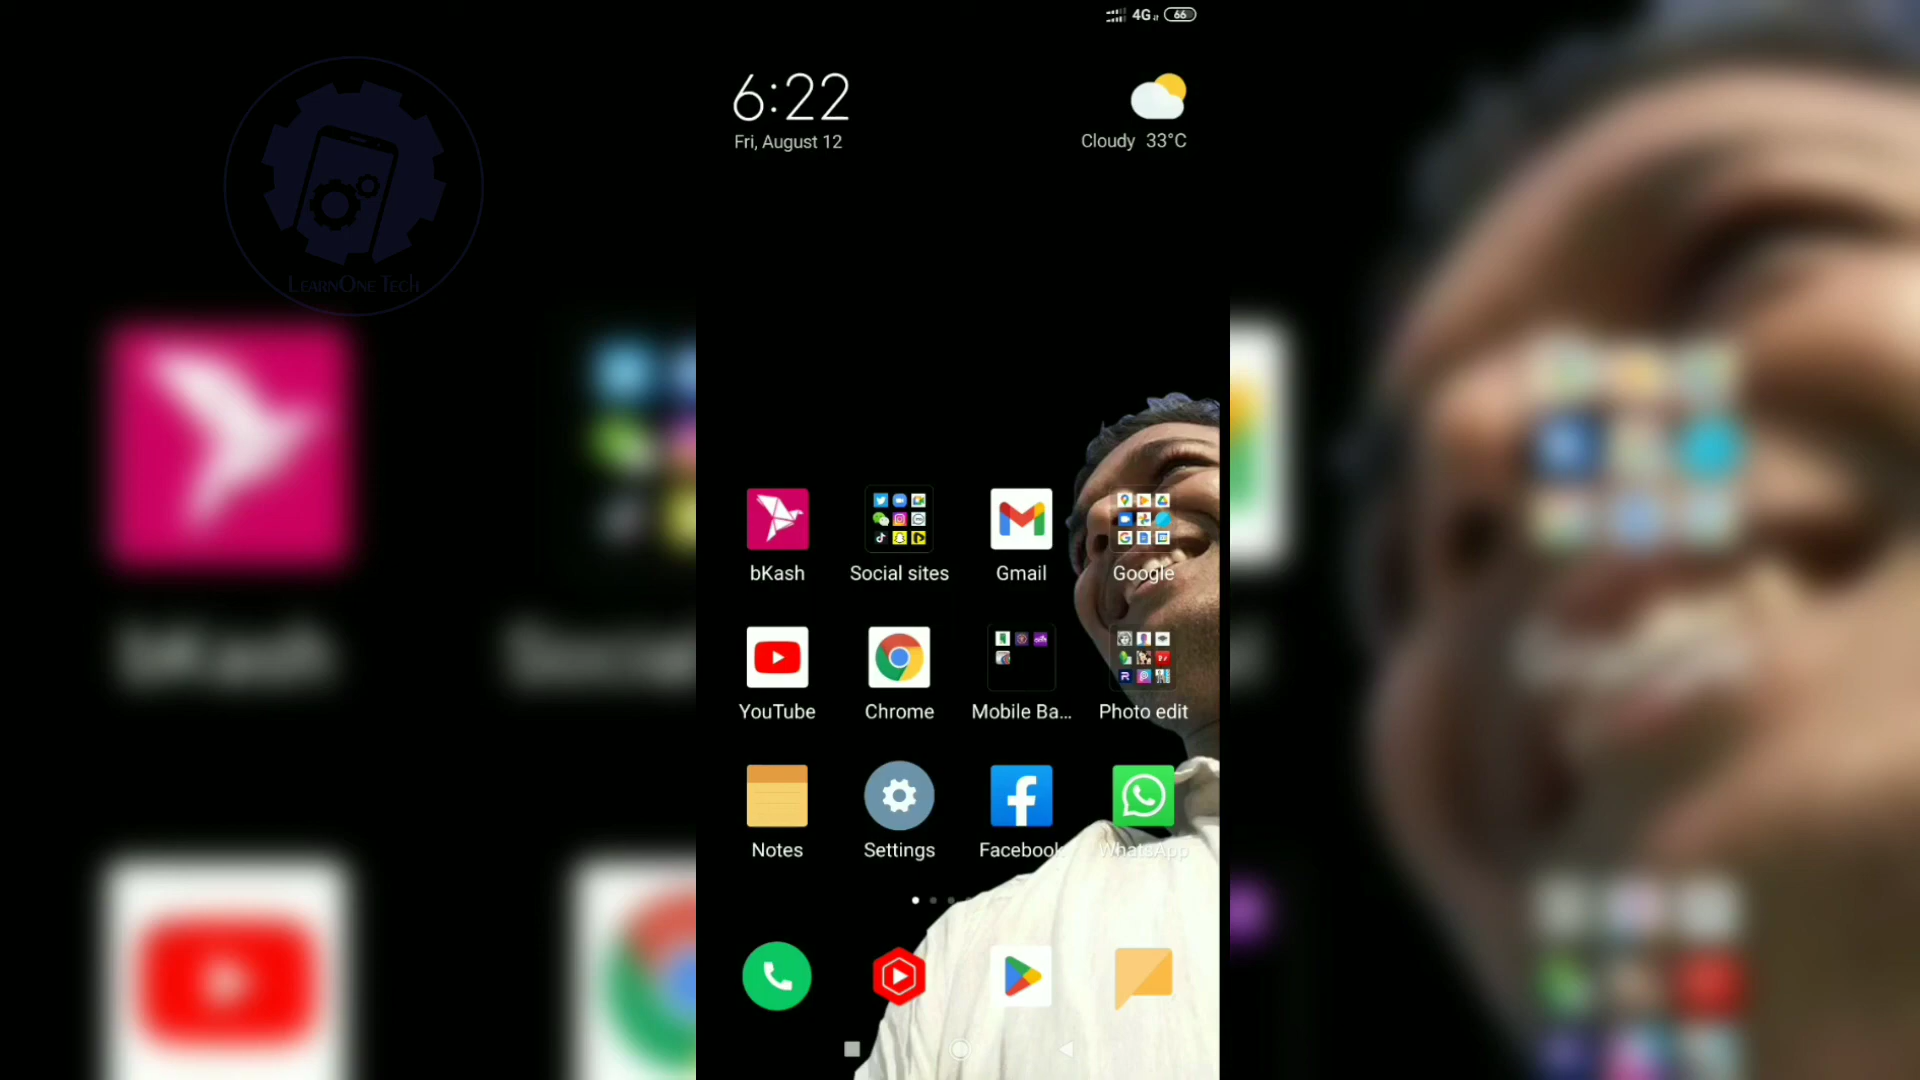 4G 66
6:22
Fri, August 12
Cloudy 33°C
LEARNONE TECH
bKash
Social sites
Gmail
Google
YouTube
Chrome
Mobile Ba...
Photo edit
Notes
Settings
Facebook
WhatsApp